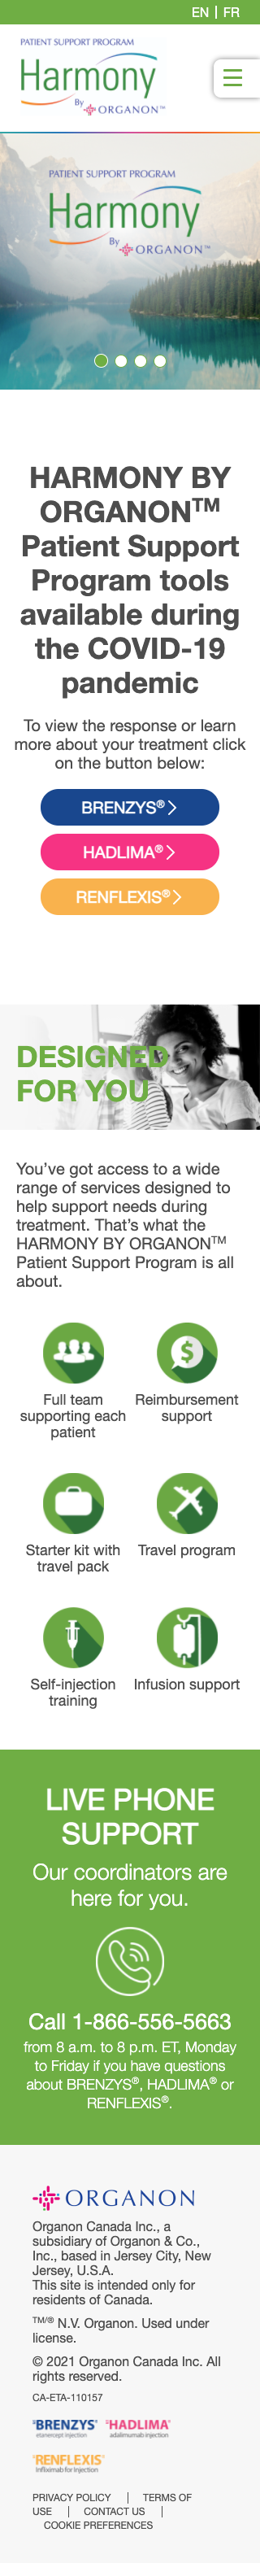 EN | FR
PATIENT SUPPORT PROGRAM
Harmony
By ORGANON™
☰
PATIENT SUPPORT PROGRAM
Harmony
By ORGANON™
HARMONY BY
ORGANON™
Patient Support
Program tools
available during
the COVID-19
pandemic
To view the response or learn
more about your treatment click
on the button below:
BRENZYS® >
HADLIMA® >
RENFLEXIS® >
DESIGNED
FOR YOU
You’ve got access to a wide
range of services designed to
help support needs during
treatment. That’s what the
HARMONY BY ORGANON™
Patient Support Program is all
about.
Full team
supporting each
patient
Reimbursement
support
Starter kit with
travel pack
Travel program
Self-injection
training
Infusion support
LIVE PHONE
SUPPORT
Our coordinators are
here for you.
Call 1-866-556-5663
from 8 a.m. to 8 p.m. ET, Monday
to Friday if you have questions
about BRENZYS®, HADLIMA® or
RENFLEXIS®.
ORGANON
Organon Canada Inc., a
subsidiary of Organon & Co.,
Inc., based in Jersey City, New
Jersey, U.S.A.
This site is intended only for
residents of Canada.
TM/® N.V. Organon. Used under
license.
© 2021 Organon Canada Inc. All
rights reserved.
CA-ETA-110157
BRENZYS® HADLIMA®
etanercept injection adalimumab injection
RENFLEXIS®
Infliximab for Injection
PRIVACY POLICY | TERMS OF
USE | CONTACT US |
COOKIE PREFERENCES